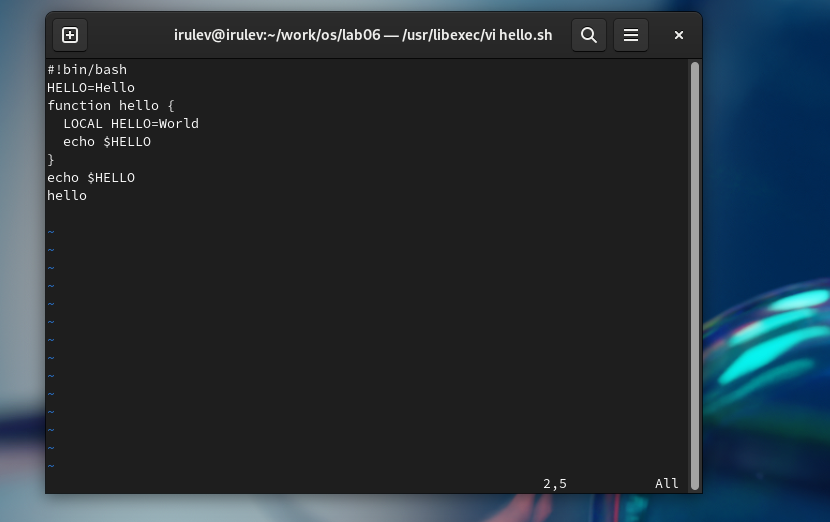 irulev@irulev:~/work/os/lab06 — /usr/libexec/vi hello.sh
#!bin/bash
HELLO=Hello
function hello {
  LOCAL HELLO=World
  echo $HELLO
}
echo $HELLO
hello
~
~
~
~
~
~
~
~
~
~
~
~
~
~
2,5 All